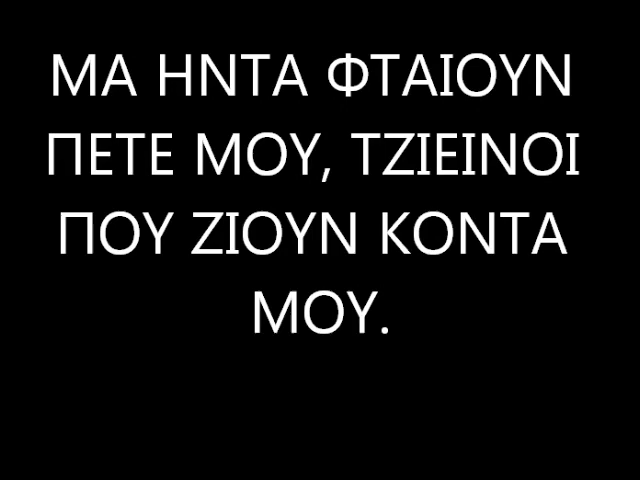 ΜΑ ΗΝΤΑ ΦΤΑΙΟΥΝ
ΠΕΤΕ ΜΟΥ, ΤΖΙΕΙΝΟΙ
ΠΟΥ ΖΙΟΥΝ ΚΟΝΤΑ
ΜΟΥ.